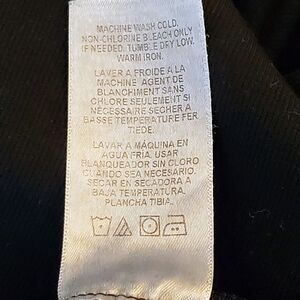 MACHINE WASH COLD.
NON-CHLORINE BLEACH ONLY
IF NEEDED. TUMBLE DRY LOW.
WARM IRON.
LAVER A FROIDE A LA
MACHINE AGENT DE
BLANCHIMENT SANS
CHLORE SEULEMENT SI
NÉCESSAIRE SECHER A
BASSE TEMPERATURE FER
TIEDE.
LAVAR A MÁQUINA EN
AGUA FRIA. USAR
BLANQUEADOR SIN CLORO
CUANDO SEA NECESARIO.
SECAR EN SECADORA A
BAJA TEMPERATURA.
PLANCHA TIBIA.